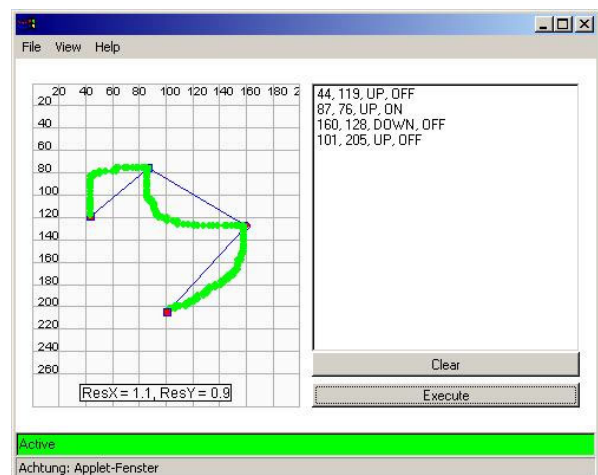 File View Help
20 40 60 80 100 120 140 160 180 2
20
40
60
80
100
120
140
160
180
200
220
240
260
ResX = 1.1, ResY = 0.9
44, 119, UP, OFF
87, 76, UP, ON
160, 128, DOWN, OFF
101, 205, UP, OFF
Clear
Execute
Active
Achtung: Applet-Fenster